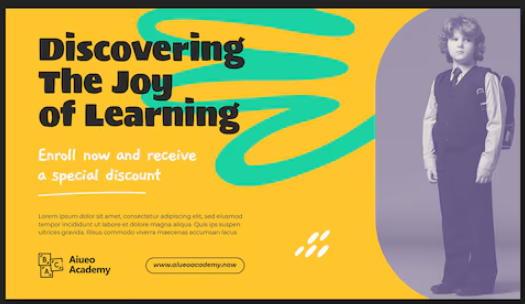 Discovering
The Joy
of Learning
Enroll now and receive
a special discount
Lorem ipsum dolor sit amet, consectetur adipiscing elit, sed eiusmod
tempor incididunt ut labore et dolore magna aliqua. Quis ips suspen
ultrices gravida. Risus commodo viverra maecenas accumsan lacus
B
C
A
Aiueo
Academy
www.aiueoacademy.now